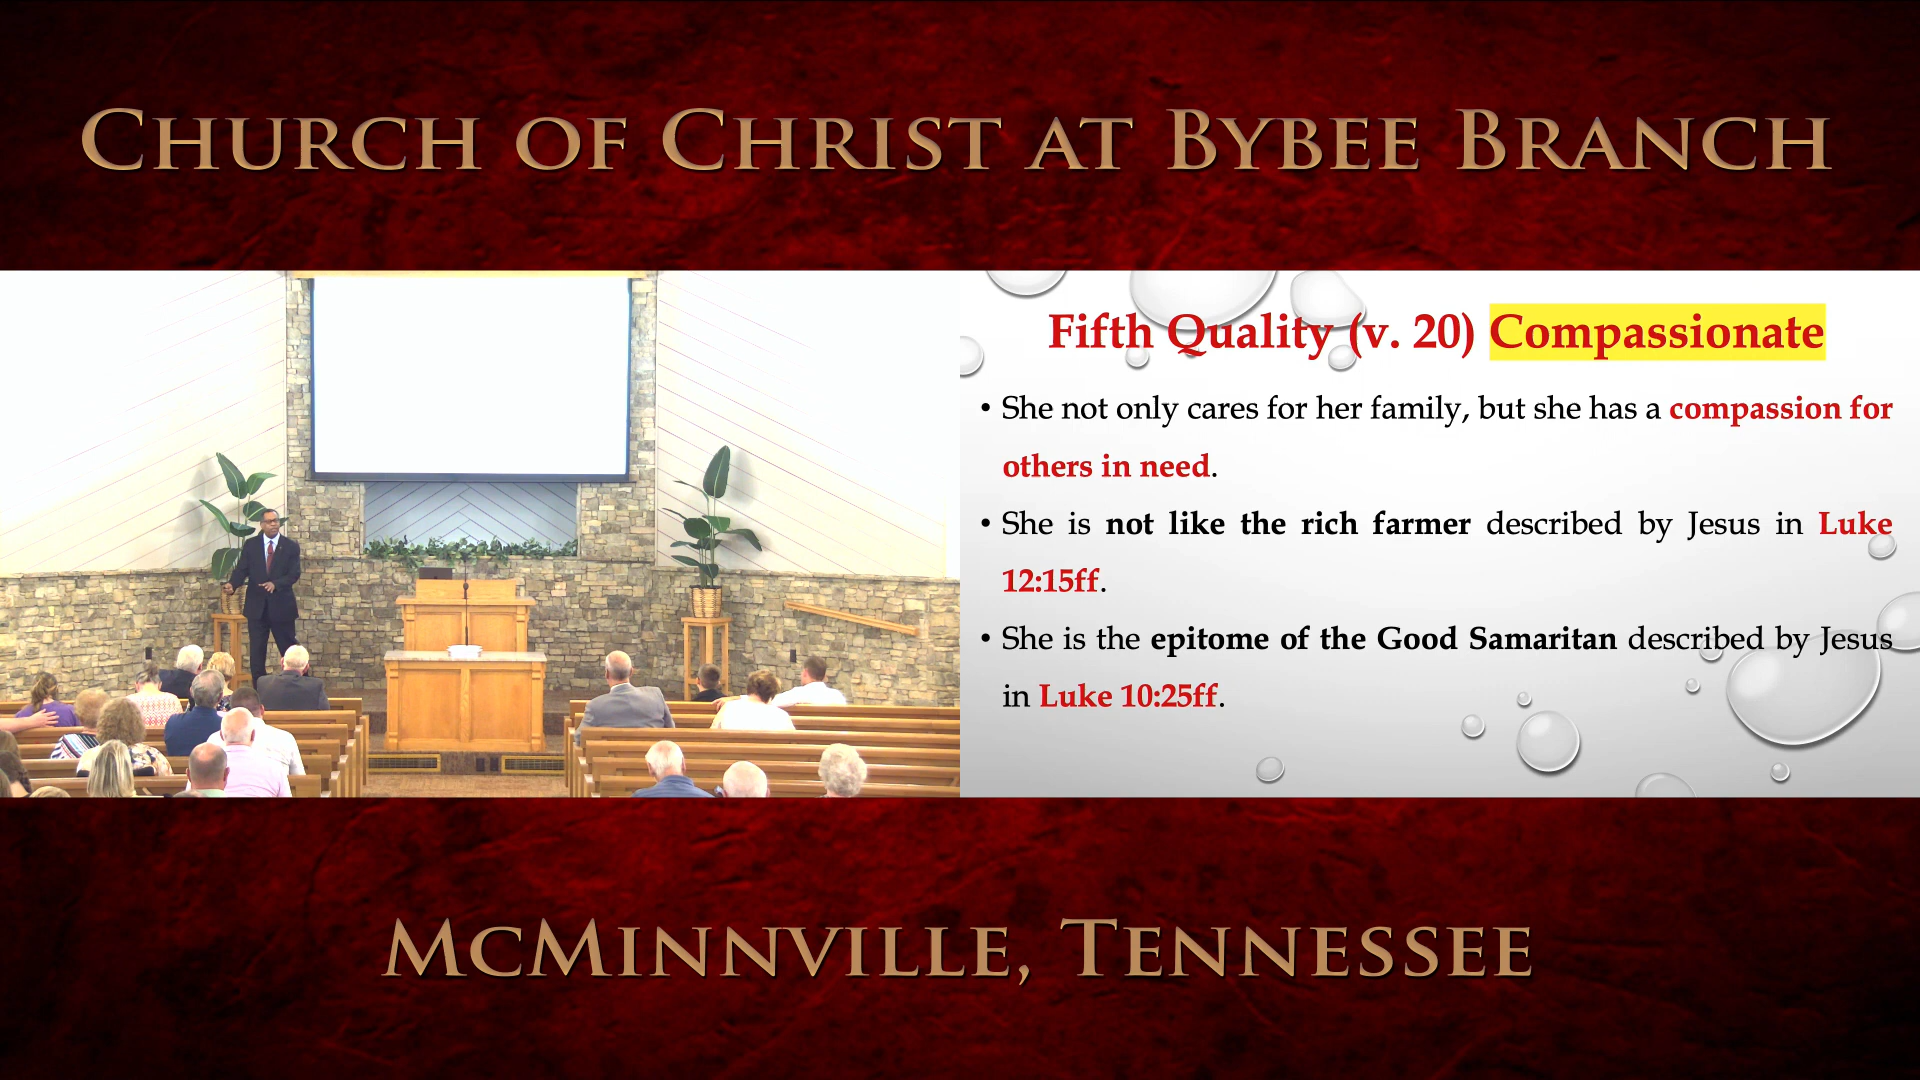 Church of Christ at Bybee Branch
Fifth Quality (v. 20) Compassionate
• She not only cares for her family, but she has a compassion for
others in need.
• She is not like the rich farmer described by Jesus in Luke
12:15ff.
• She is the epitome of the Good Samaritan described by Jesus
in Luke 10:25ff.
McMinnville, Tennessee